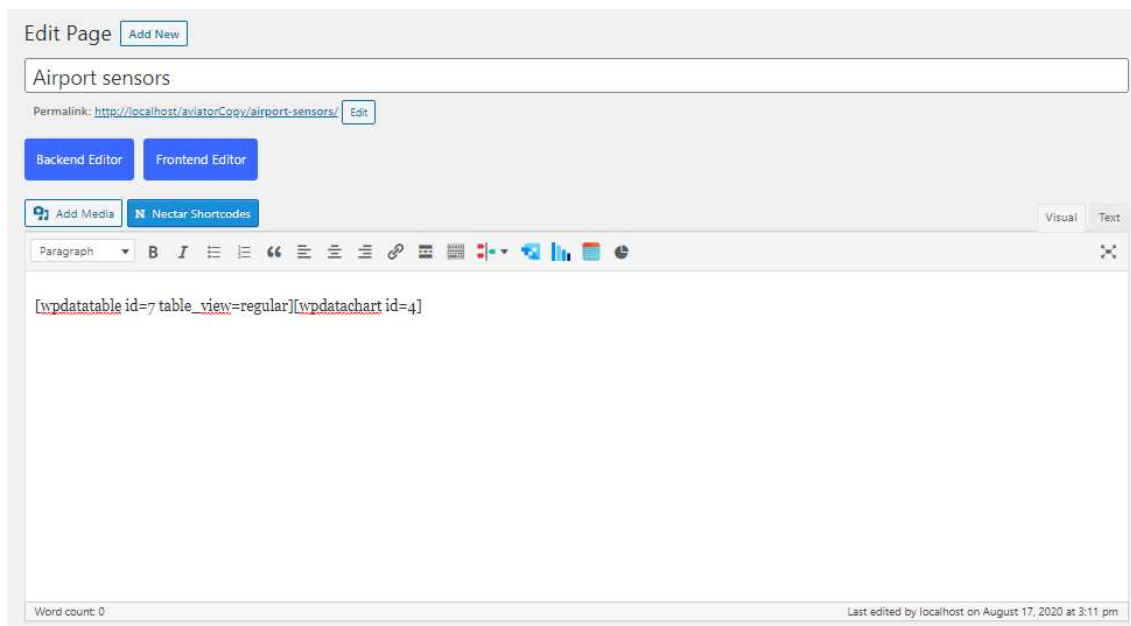 Edit Page Add New
Airport sensors
Permalink: http://localhost/aviatorCopy/airport-sensors/ Edit
Backend Editor Frontend Editor
Add Media N Nectar Shortcodes Visual Text
Paragraph B I
[wpdatatable id=7 table_view=regular][wpdatachart id=4]
Word count: 0 Last edited by localhost on August 17, 2020 at 3:11 pm